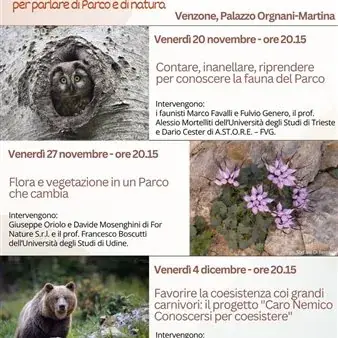 per parlare di Parco e di natura
Venzone, Palazzo Orgnani-Martina
Venerdì 20 novembre - ore 20.15
Contare, inanellare, riprendere
per conoscere la fauna del Parco
Intervengono:
i faunisti Marco Favalli e Fulvio Genero, il prof.
Alessio Mortelliti dell'Università degli Studi di Trieste
e Dario Cester di A.ST.O.R.E. – FVG.
Venerdì 27 novembre - ore 20.15
Flora e vegetazione in un Parco
che cambia
Intervengono:
Giuseppe Oriolo e Davide Mosenghini di For
Nature S.r.l. e il prof. Francesco Boscutti
dell'Università degli Studi di Udine.
Venerdì 4 dicembre - ore 20.15
Favorire la coesistenza coi grandi
carnivori: il progetto "Caro Nemico
Conoscersi per coesistere"
Intervengono: